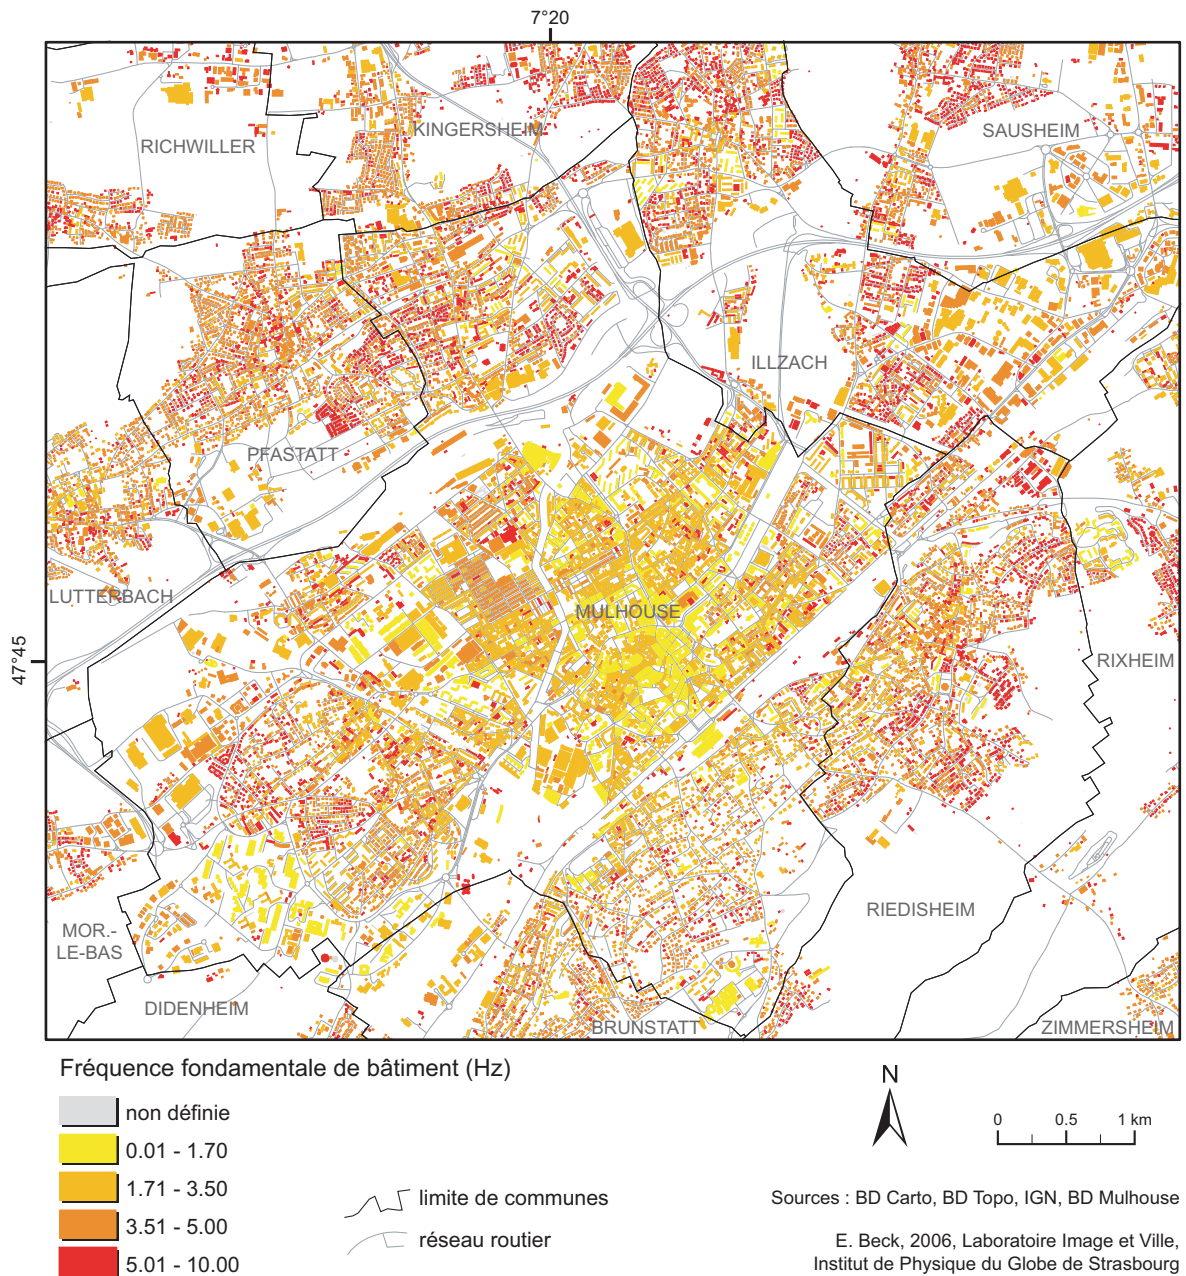 7°20
KINGERSHEIM
SAUSHEIM
RICHWILLER
ILLZACH
PFASTATT
LUTTERBACH
MULHOUSE
47°45
RIXHEIM
RIEDISHEIM
MOR.-
LE-BAS
DIDENHEIM
BRUNSTATT
ZIMMERSHEIM
Fréquence fondamentale de bâtiment (Hz)
non définie
0.01 - 1.70
1.71 - 3.50
3.51 - 5.00
5.01 - 10.00
limite de communes
réseau routier
N
0 0.5 1 km
Sources : BD Carto, BD Topo, IGN, BD Mulhouse
E. Beck, 2006, Laboratoire Image et Ville,
Institut de Physique du Globe de Strasbourg